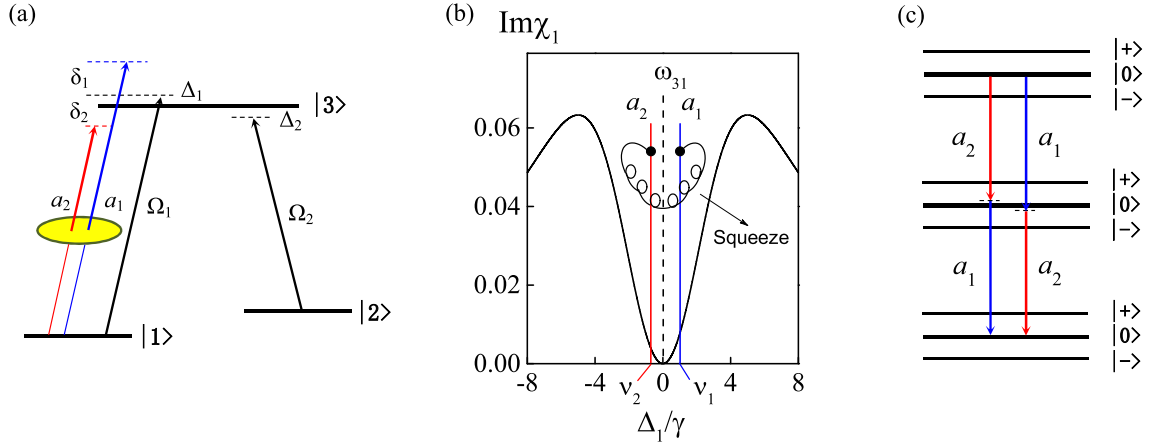 (a)
δ₁
Δ₁
|3>
δ₂
Δ₂
a₂
a₁
Ω₁
Ω₂
|2>
|1>
(b)
Imχ₁
ω₃₁
a₂
a₁
0.06
0.04
Squeeze
0.02
0.00
-8
-4
0
4
8
ν₂
ν₁
Δ₁/γ
(c)
|+>
|0>
|->
a₂
a₁
|+>
|0>
|->
a₁
a₂
|+>
|0>
|->